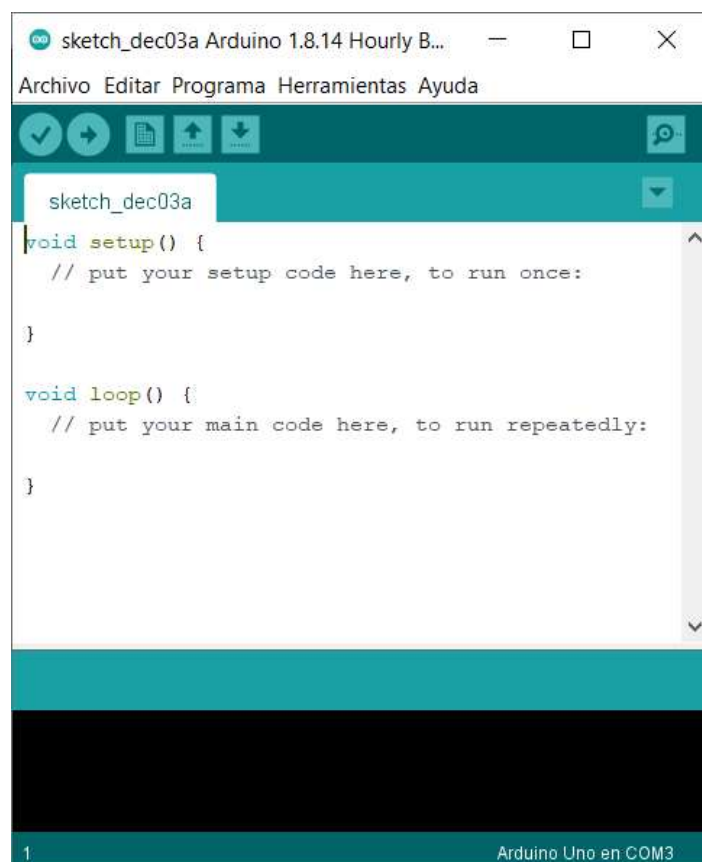 sketch_dec03a Arduino 1.8.14 Hourly B...
Archivo Editar Programa Herramientas Ayuda
sketch_dec03a
void setup() {
  // put your setup code here, to run once:
}
void loop() {
  // put your main code here, to run repeatedly:
}
1 Arduino Uno en COM3